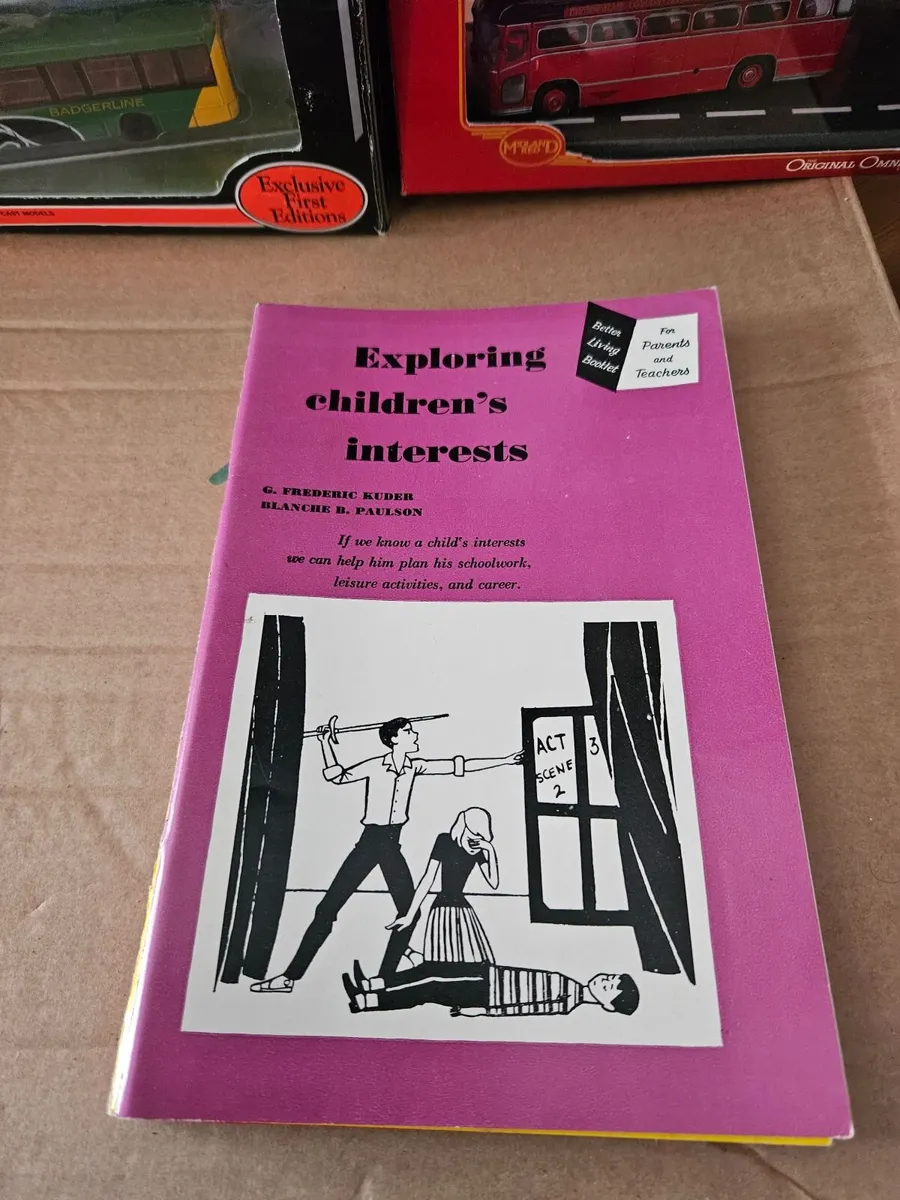 BADGERLINE
Exclusive
First
Editions
MIDLAND
RED
ORIGINAL OMNI
Better
Living
Booklet
For
Parents
and
Teachers
Exploring
children's
interests
G. FREDERIC KUDER
BLANCHE B. PAULSON
If we know a child's interests
we can help him plan his schoolwork,
leisure activities, and career.
ACT 3
SCENE
2